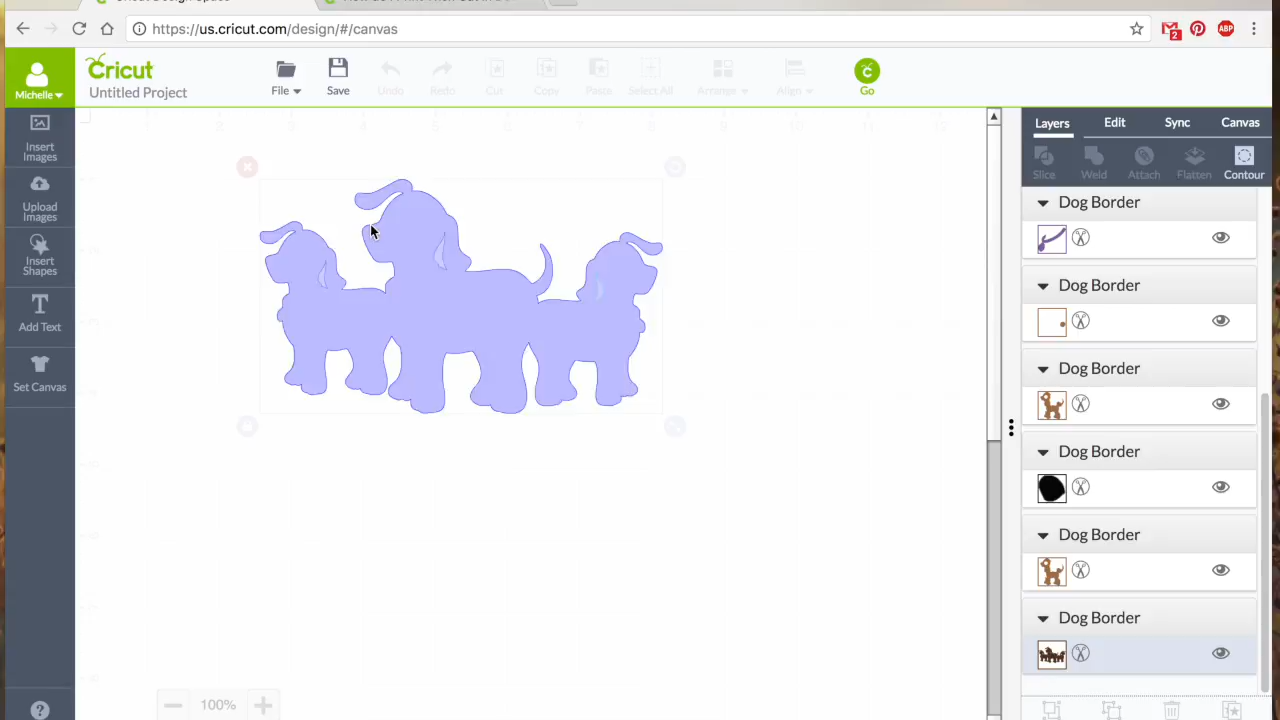 https://us.cricut.com/design/#/canvas
2
ABP
Michelle
Cricut
Untitled Project
File
Save
Undo
Redo
Cut
Copy
Paste
Select All
Arrange
Align
Go
Insert
Images
Upload
Images
Insert
Shapes
Add Text
Set Canvas
Layers
Edit
Sync
Canvas
Slice
Weld
Attach
Flatten
Contour
Dog Border
Dog Border
Dog Border
Dog Border
Dog Border
Dog Border
100%